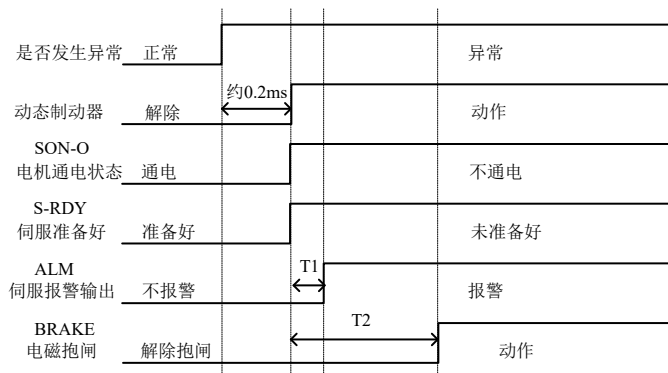 是否发生异常 正常 异常
约0.2ms
动态制动器 解除 动作
SON-O
电机通电状态 通电 不通电
S-RDY
伺服准备好 准备好 未准备好
ALM T1
伺服报警输出 不报警 报警
BRAKE T2
电磁抱闸 解除抱闸 动作